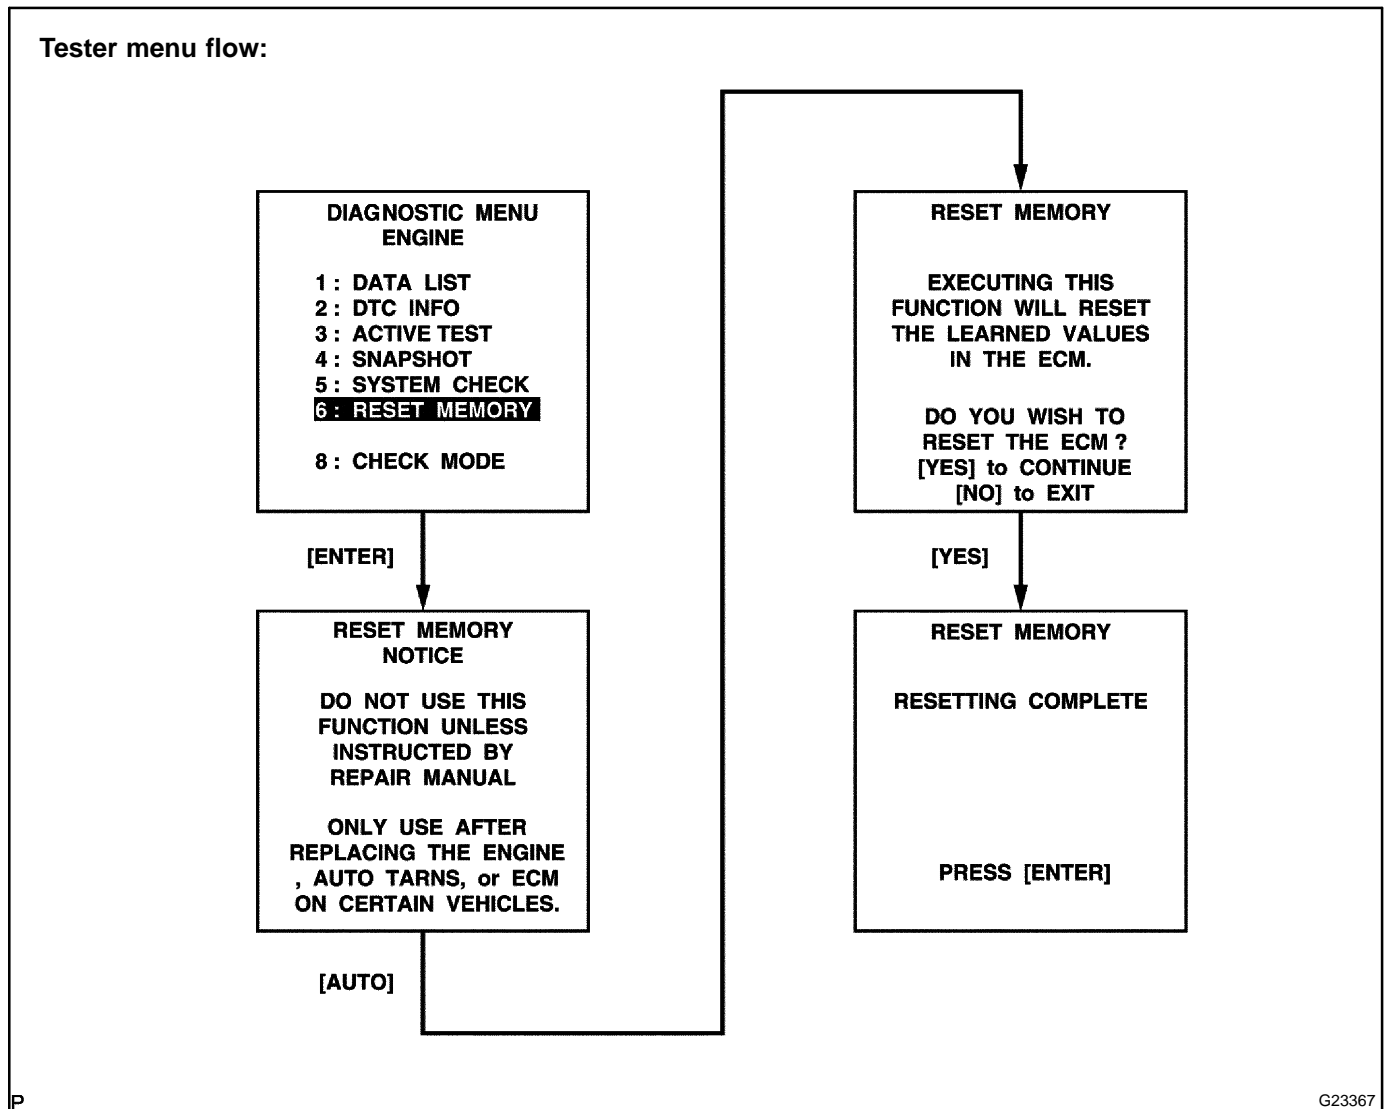 Tester menu flow:
DIAGNOSTIC MENU
ENGINE
1 : DATA LIST
2 : DTC INFO
3 : ACTIVE TEST
4 : SNAPSHOT
5 : SYSTEM CHECK
6 : RESET MEMORY
8 : CHECK MODE
[ENTER]
RESET MEMORY
NOTICE
DO NOT USE THIS
FUNCTION UNLESS
INSTRUCTED BY
REPAIR MANUAL
ONLY USE AFTER
REPLACING THE ENGINE
, AUTO TARNS, or ECM
ON CERTAIN VEHICLES.
[AUTO]
RESET MEMORY
EXECUTING THIS
FUNCTION WILL RESET
THE LEARNED VALUES
IN THE ECM.
DO YOU WISH TO
RESET THE ECM ?
[YES] to CONTINUE
[NO] to EXIT
[YES]
RESET MEMORY
RESETTING COMPLETE
PRESS [ENTER]
P
G23367